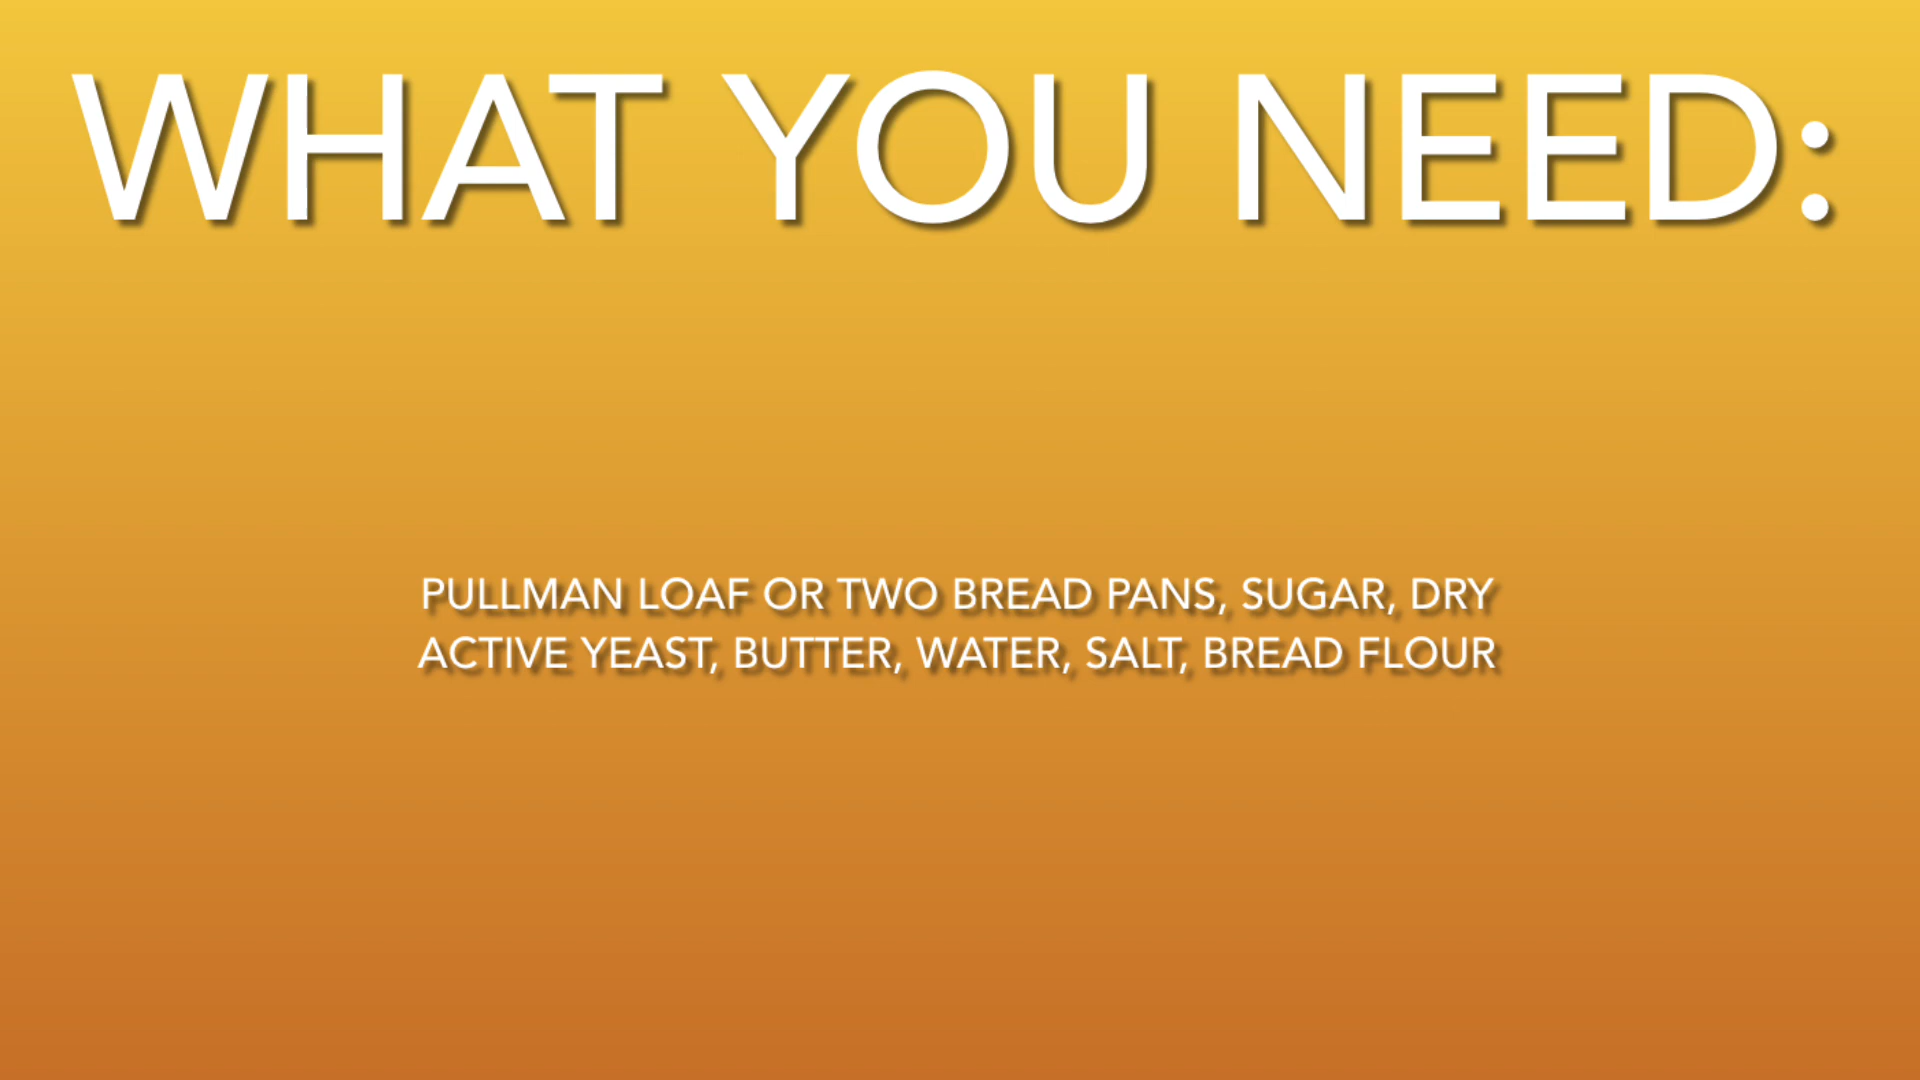 WHAT YOU NEED:
PULLMAN LOAF OR TWO BREAD PANS, SUGAR, DRY
ACTIVE YEAST, BUTTER, WATER, SALT, BREAD FLOUR